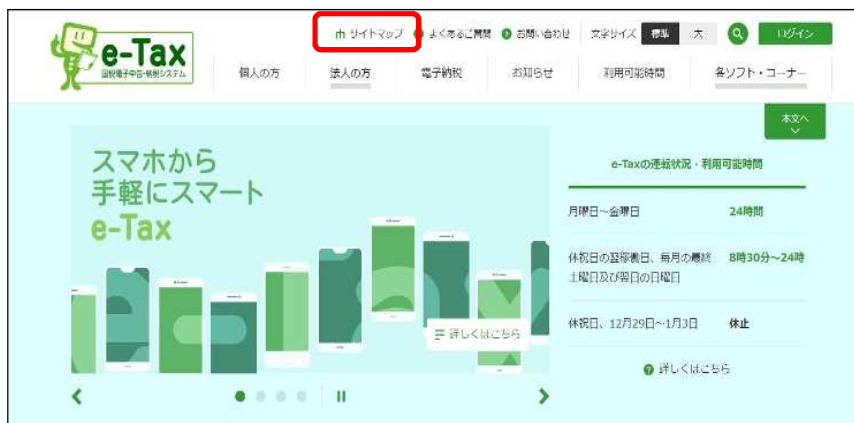 サイトマップ
よくあるご質問
お問い合わせ
文字サイズ 標準 大
ログイン
e-Tax
国税電子申告・納税システム
個人の方
法人の方
電子納税
お知らせ
利用可能時間
各ソフト・コーナー
本文へ
スマホから
手軽にスマート
e-Tax
詳しくはこちら
e-Taxの運転状況・利用可能時間
月曜日～金曜日 24時間
休祝日の翌稼働日、毎月の最終 8時30分～24時
土曜日及び翌日の日曜日
休祝日、12月29日～1月3日 休止
詳しくはこちら